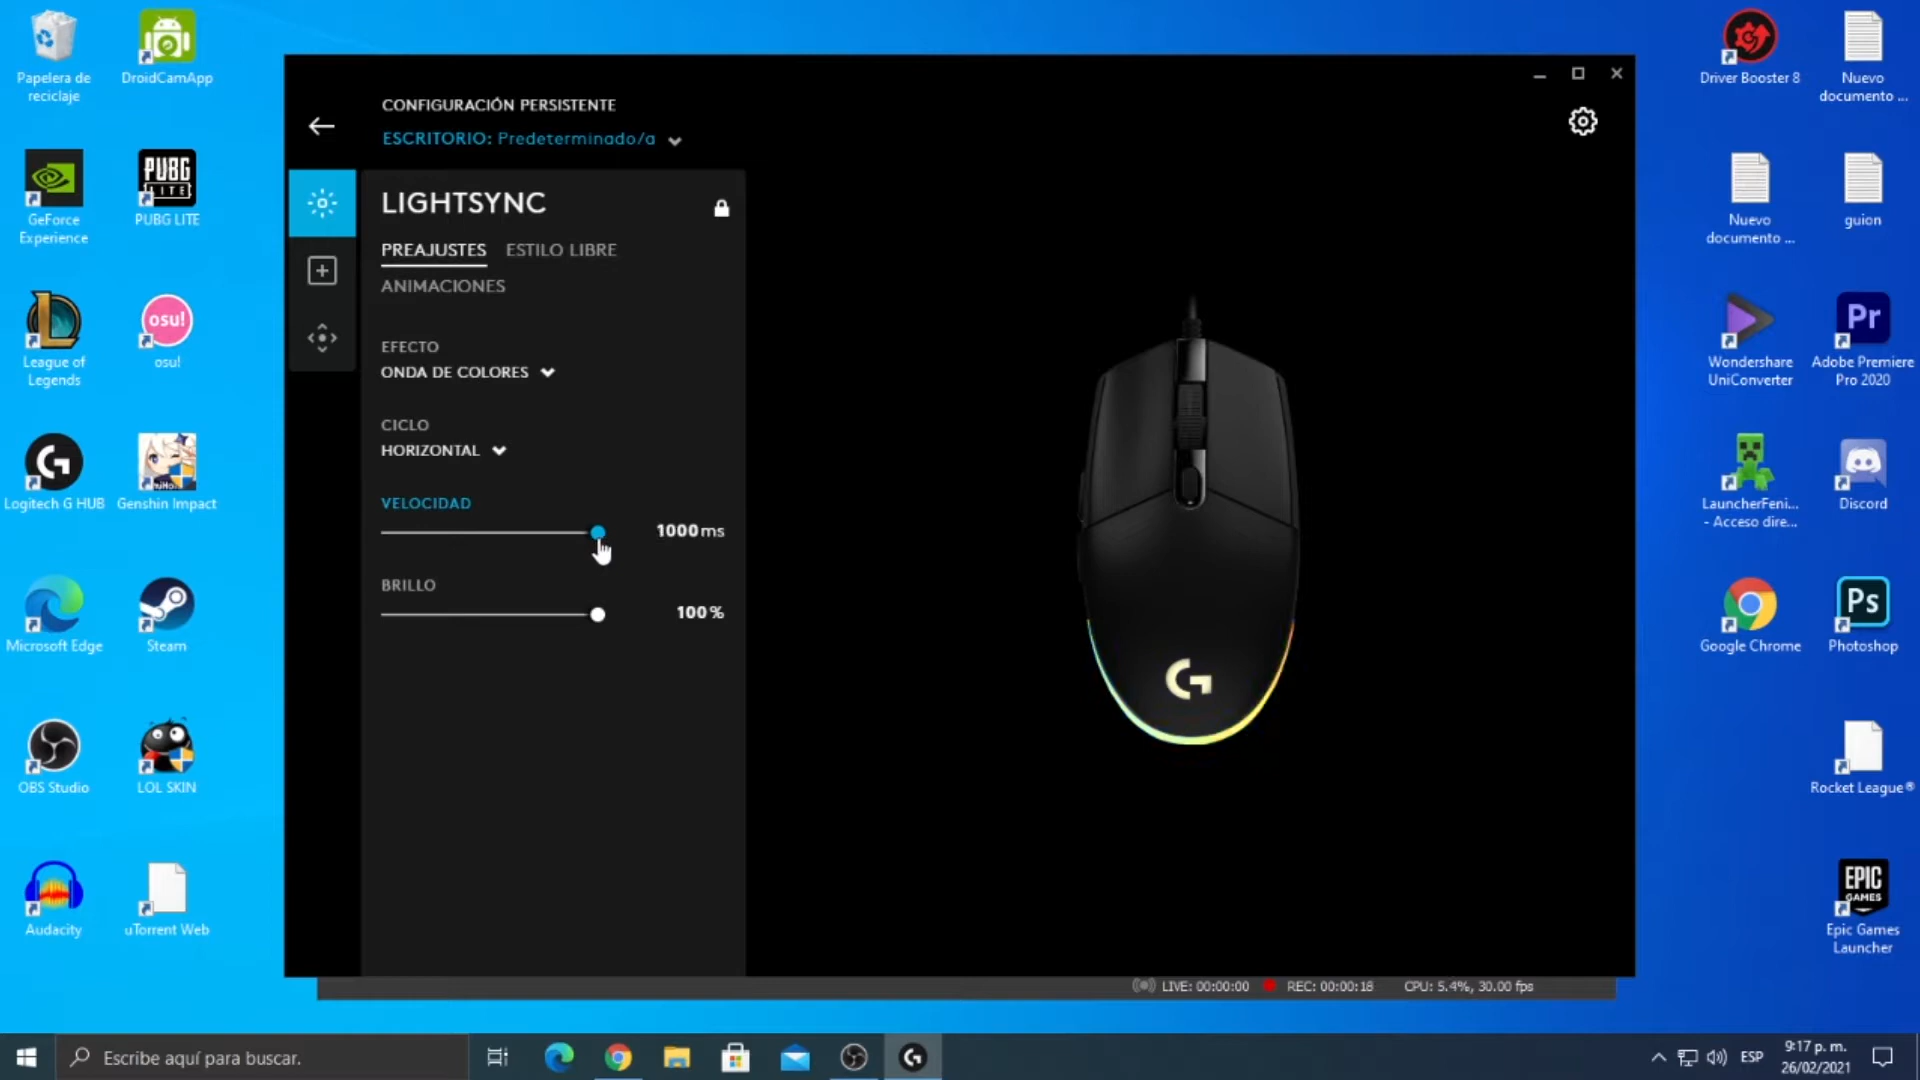 Papelera de
reciclaje
DroidCamApp
GeForce
Experience
PUBG
LITE
PUBG LITE
League of
Legends
osu!
osu!
Logitech G HUB
Genshin Impact
Microsoft Edge
Steam
OBS Studio
LOL SKIN
Audacity
uTorrent Web
CONFIGURACIÓN PERSISTENTE
ESCRITORIO: Predeterminado/a
LIGHTSYNC
PREAJUSTES
ESTILO LIBRE
ANIMACIONES
EFECTO
ONDA DE COLORES
CICLO
HORIZONTAL
VELOCIDAD
1000 ms
BRILLO
100 %
LIVE: 00:00:00
REC: 00:00:18
CPU: 5.4%, 30.00 fps
Driver Booster 8
Nuevo
documento ...
Nuevo
documento ...
guion
Wondershare
UniConverter
Pr
Adobe Premiere
Pro 2020
LauncherFeni...
- Acceso dire...
Discord
Google Chrome
Ps
Photoshop
Rocket League®
EPIC
GAMES
Epic Games
Launcher
Escribe aquí para buscar.
ESP
9:17 p. m.
26/02/2021